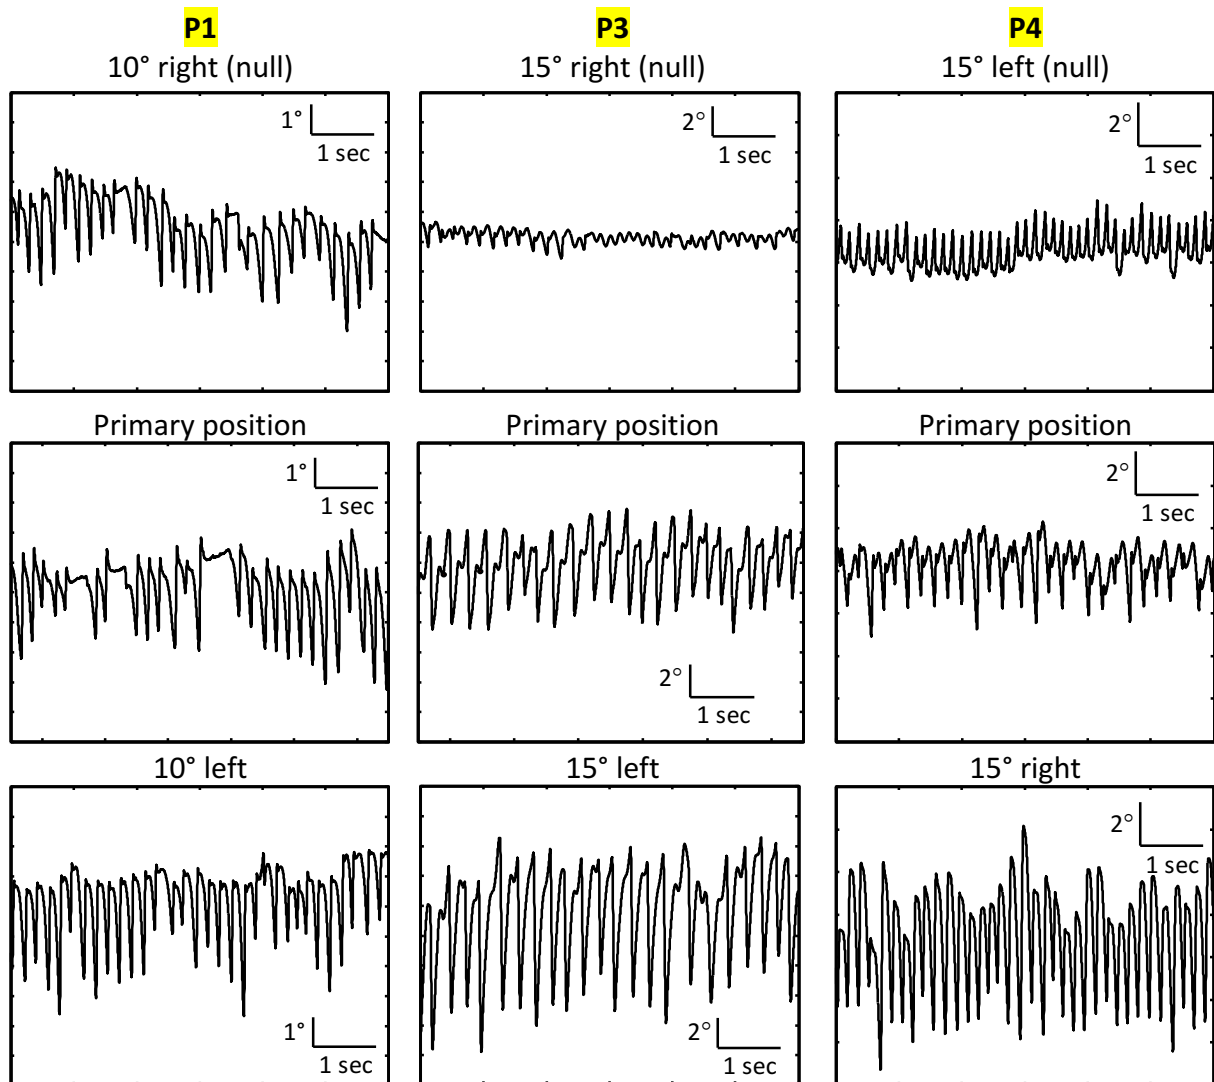 P1 P3 P4
10° right (null) 15° right (null) 15° left (null)
1° 2° 2°
1 sec 1 sec 1 sec
Primary position Primary position Primary position
1° 2°
1 sec 1 sec
2°
1 sec
10° left 15° left 15° right
2°
1 sec
1° 2°
1 sec 1 sec